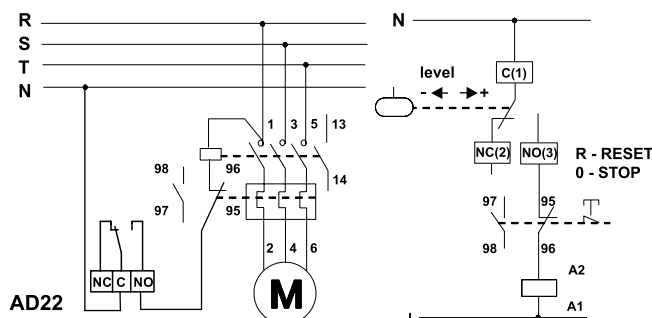 R
S
T
N
1 3 5 13
98 96 14
97 95
2 4 6
NC C NO
M
AD22
N
C(1)
level
- +
NC(2) NO(3)
R - RESET
0 - STOP
97 95
98 96
A2
A1